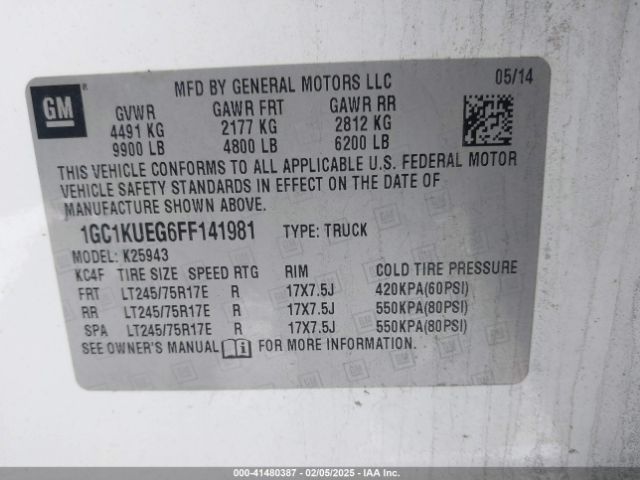 GM
MFD BY GENERAL MOTORS LLC 05/14
GVWR GAWR FRT GAWR RR
4491 KG 2177 KG 2812 KG
9900 LB 4800 LB 6200 LB
THIS VEHICLE CONFORMS TO ALL APPLICABLE U.S. FEDERAL MOTOR
VEHICLE SAFETY STANDARDS IN EFFECT ON THE DATE OF
MANUFACTURE SHOWN ABOVE.
1GC1KUEG6FF141981 TYPE: TRUCK
MODEL: K25943
KC4F TIRE SIZE SPEED RTG RIM COLD TIRE PRESSURE
FRT LT245/75R17E R 17X7.5J 420KPA(60PSI)
RR LT245/75R17E R 17X7.5J 550KPA(80PSI)
SPA LT245/75R17E R 17X7.5J 550KPA(80PSI)
SEE OWNER'S MANUAL FOR MORE INFORMATION.
000-41480387 - 02/05/2025 - IAAI.COM